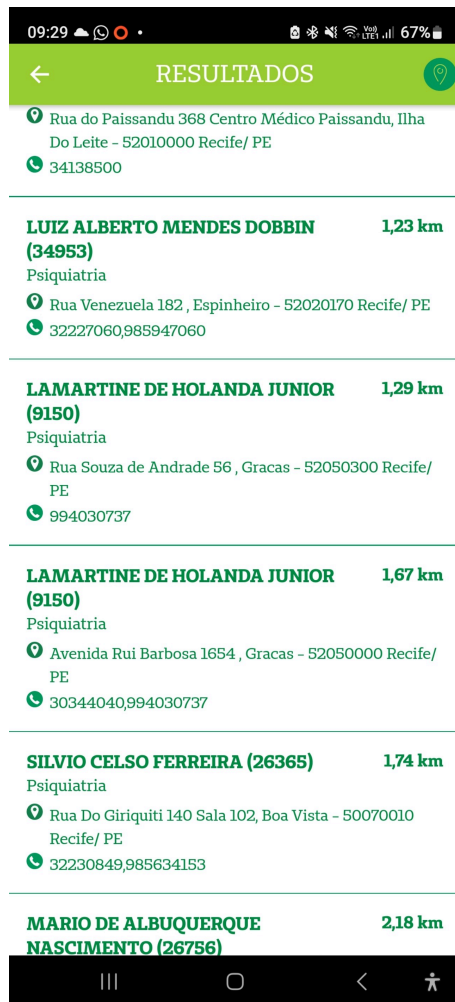 09:29
Vo)) LTE1 67%
RESULTADOS
Rua do Paissandu 368 Centro Médico Paissandu, Ilha
Do Leite - 52010000 Recife/ PE
34138500
LUIZ ALBERTO MENDES DOBBIN 1,23 km
(34953)
Psiquiatria
Rua Venezuela 182 , Espinheiro - 52020170 Recife/ PE
32227060,985947060
LAMARTINE DE HOLANDA JUNIOR 1,29 km
(9150)
Psiquiatria
Rua Souza de Andrade 56 , Gracas - 52050300 Recife/
PE
994030737
LAMARTINE DE HOLANDA JUNIOR 1,67 km
(9150)
Psiquiatria
Avenida Rui Barbosa 1654 , Gracas - 52050000 Recife/
PE
30344040,994030737
SILVIO CELSO FERREIRA (26365) 1,74 km
Psiquiatria
Rua Do Giriquiti 140 Sala 102, Boa Vista - 50070010
Recife/ PE
32230849,985634153
MARIO DE ALBUQUERQUE 2,18 km
NASCIMENTO (26756)